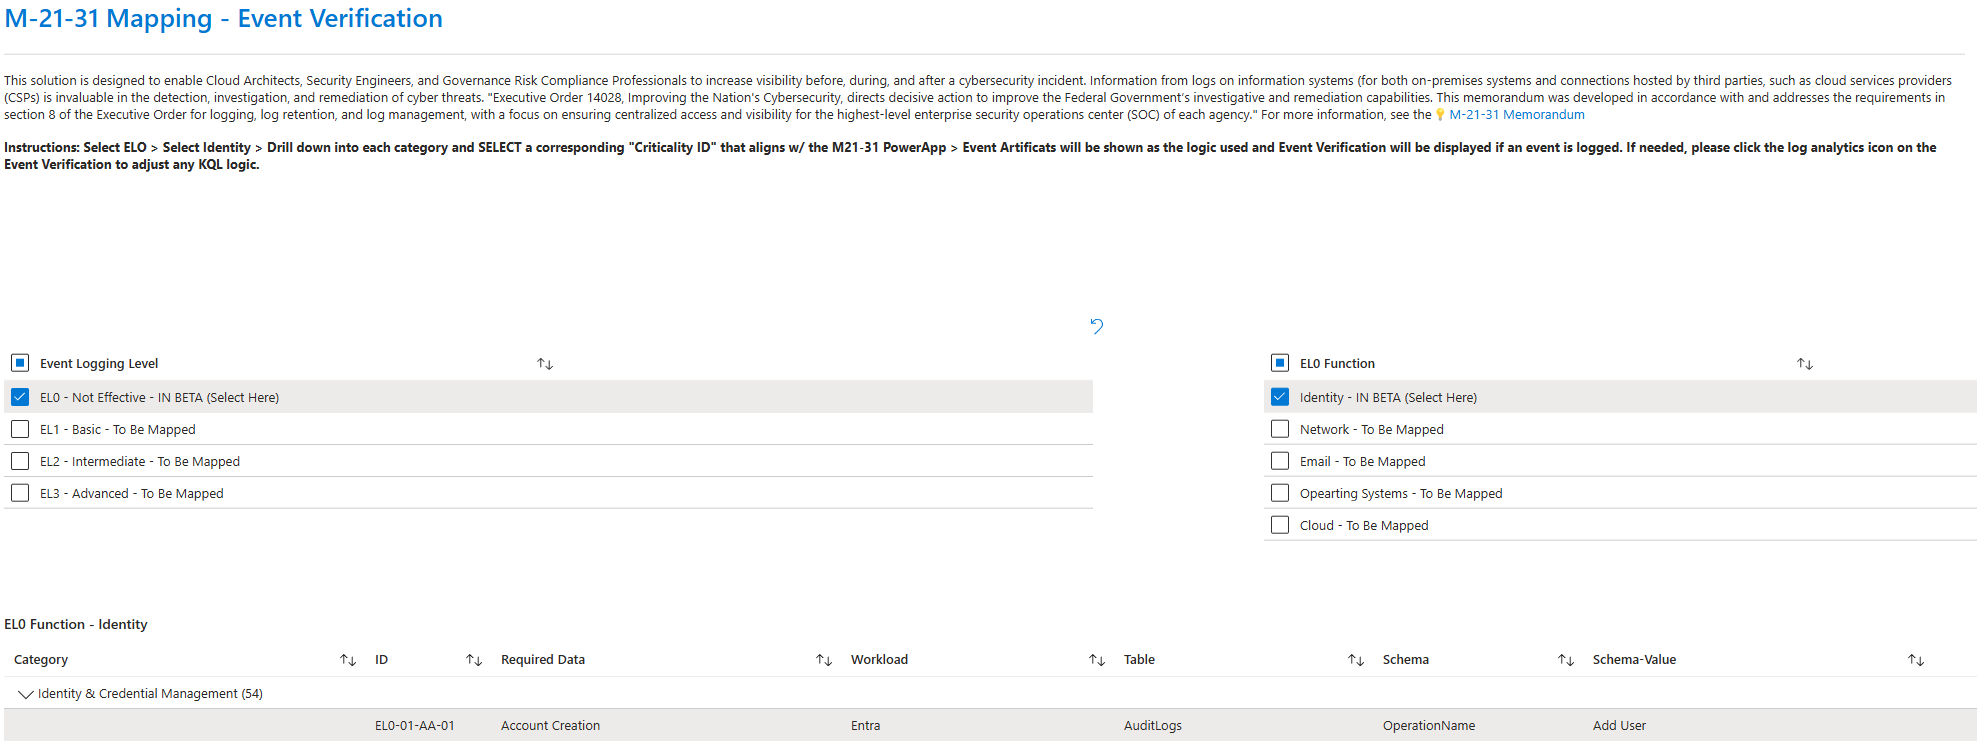 M-21-31 Mapping - Event Verification
This solution is designed to enable Cloud Architects, Security Engineers, and Governance Risk Compliance Professionals to increase visibility before, during, and after a cybersecurity incident. Information from logs on information systems (for both on-premises systems and connections hosted by third parties, such as cloud services providers
(CSPs) is invaluable in the detection, investigation, and remediation of cyber threats. "Executive Order 14028, Improving the Nation's Cybersecurity, directs decisive action to improve the Federal Government's investigative and remediation capabilities. This memorandum was developed in accordance with and addresses the requirements in
section 8 of the Executive Order for logging, log retention, and log management, with a focus on ensuring centralized access and visibility for the highest-level enterprise security operations center (SOC) of each agency." For more information, see the 💡 M-21-31 Memorandum
Instructions: Select ELO > Select Identity > Drill down into each category and SELECT a corresponding "Criticality ID" that aligns w/ the M21-31 PowerApp > Event Artificats will be shown as the logic used and Event Verification will be displayed if an event is logged. If needed, please click the log analytics icon on the
Event Verification to adjust any KQL logic.
Event Logging Level
EL0 - Not Effective - IN BETA (Select Here)
EL1 - Basic - To Be Mapped
EL2 - Intermediate - To Be Mapped
EL3 - Advanced - To Be Mapped
EL0 Function
Identity - IN BETA (Select Here)
Network - To Be Mapped
Email - To Be Mapped
Opearting Systems - To Be Mapped
Cloud - To Be Mapped
EL0 Function - Identity
Category ID Required Data Workload Table Schema Schema-Value
Identity & Credential Management (54)
EL0-01-AA-01 Account Creation Entra AuditLogs OperationName Add User